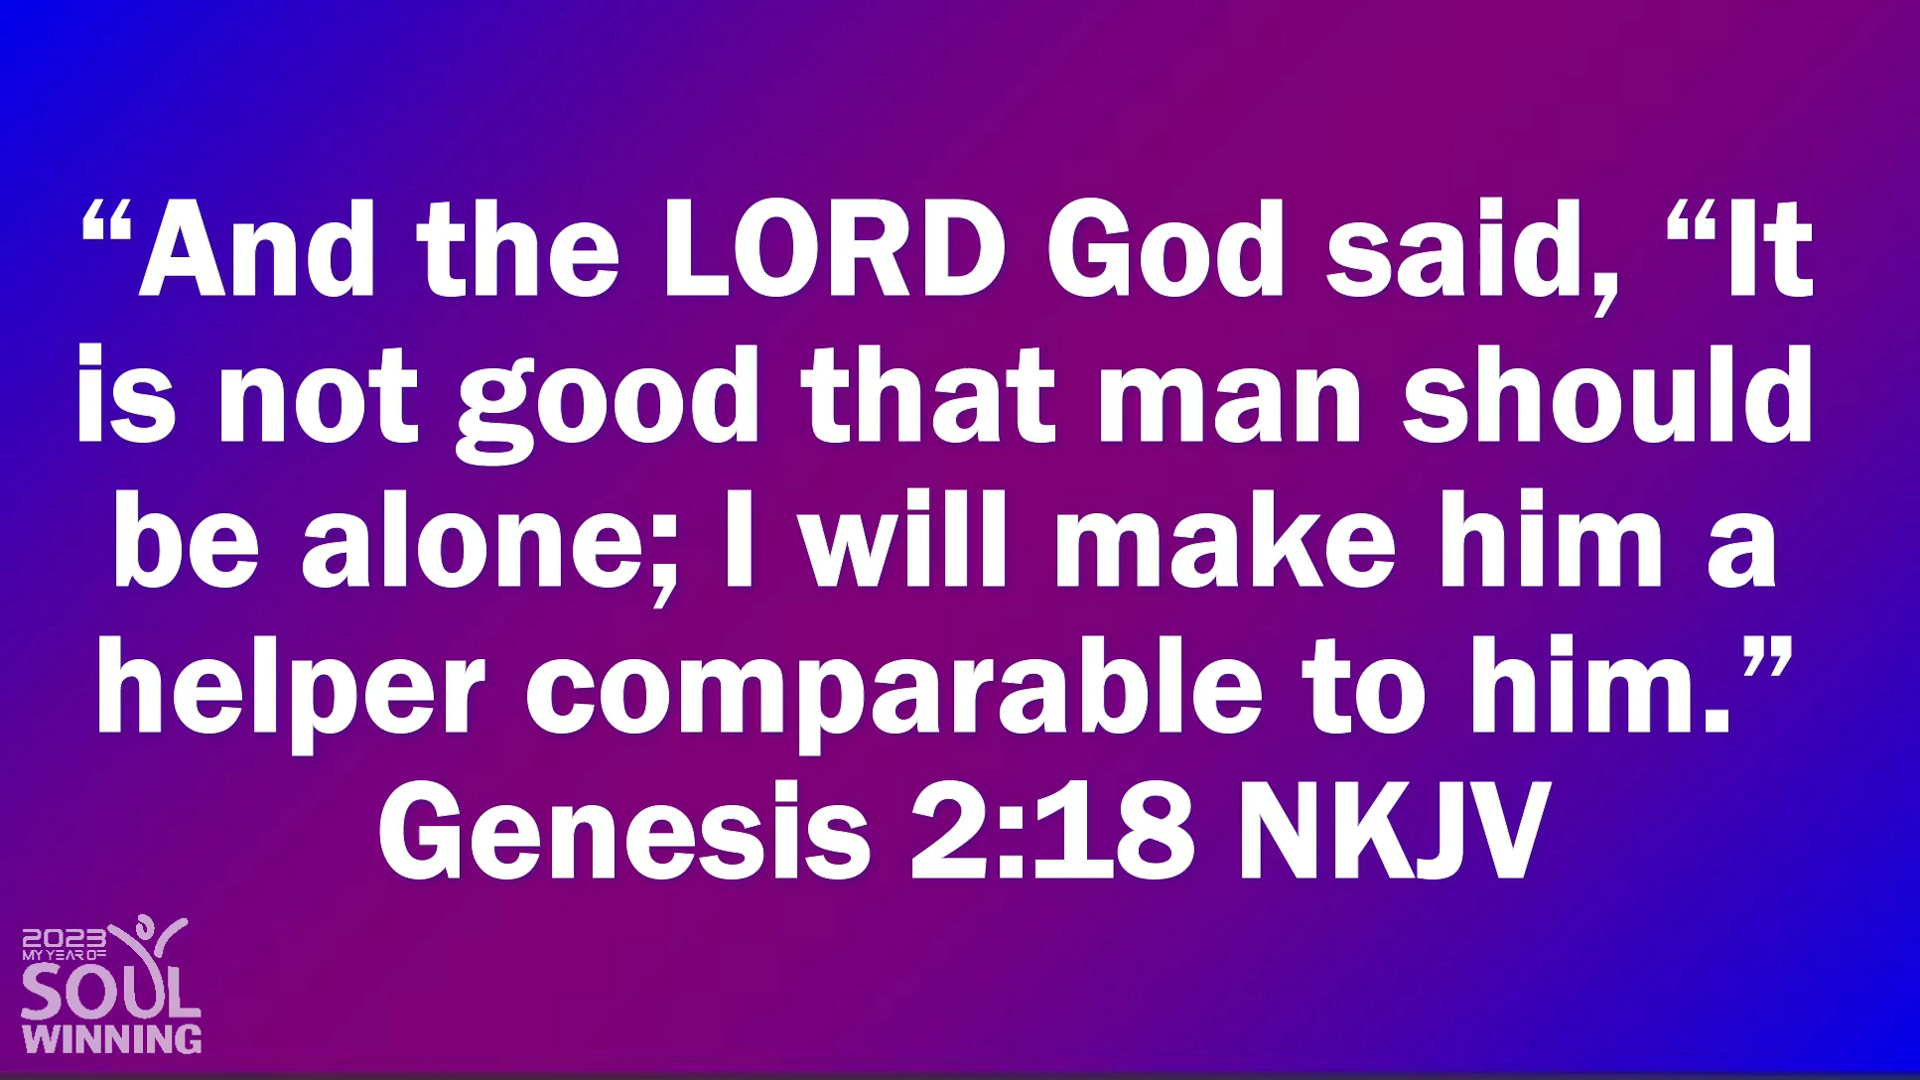 “And the LORD God said, “It
is not good that man should
be alone; I will make him a
helper comparable to him.”
Genesis 2:18 NKJV
2023
MY YEAR OF
SOUL
WINNING